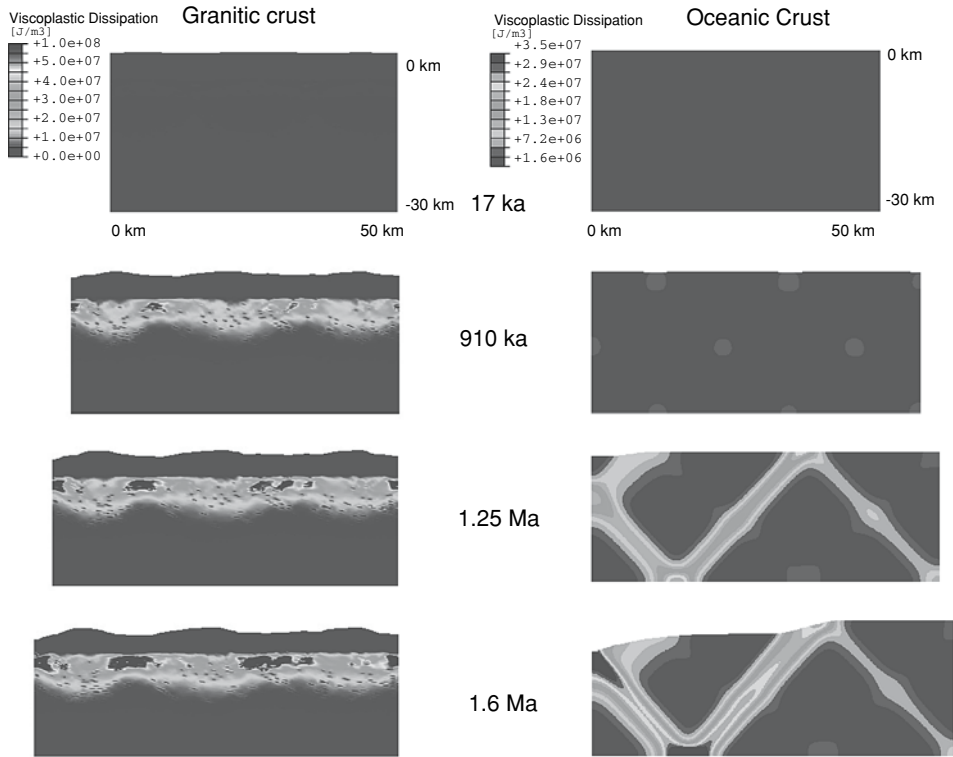 Granitic crust
Viscoplastic Dissipation
[J/m3]
+1.0e+08
+5.0e+07
+4.0e+07
+3.0e+07
+2.0e+07
+1.0e+07
+0.0e+00
0 km
-30 km
0 km
50 km
Oceanic Crust
Viscoplastic Dissipation
[J/m3]
+3.5e+07
+2.9e+07
+2.4e+07
+1.8e+07
+1.3e+07
+7.2e+06
+1.6e+06
0 km
-30 km
0 km
50 km
17 ka
910 ka
1.25 Ma
1.6 Ma